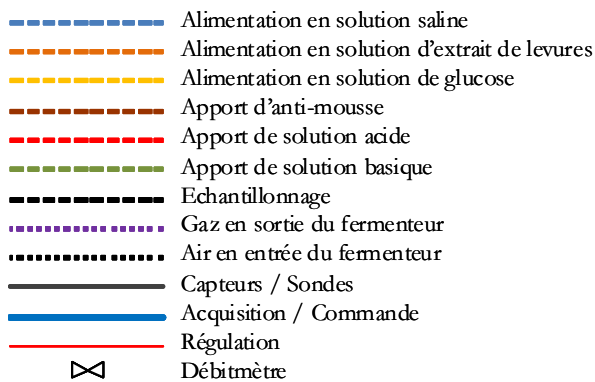 Alimentation en solution saline
Alimentation en solution d'extrait de levures
Alimentation en solution de glucose
Apport d'anti-mousse
Apport de solution acide
Apport de solution basique
Echantillonnage
Gaz en sortie du fermenteur
Air en entrée du fermenteur
Capteurs / Sondes
Acquisition / Commande
Régulation
Débitmètre